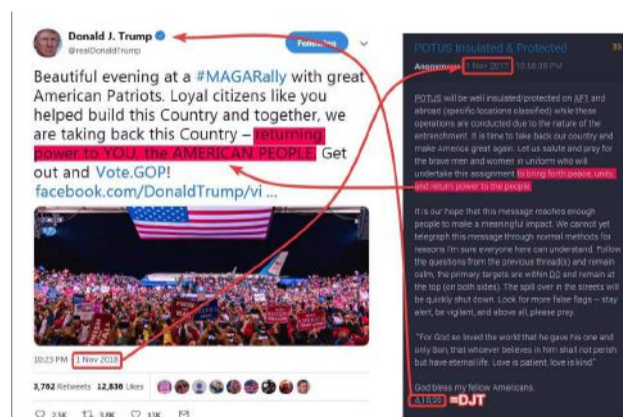 Donald J. Trump
@realDonaldTrump
Following
Beautiful evening at a #MAGARally with great
American Patriots. Loyal citizens like you
helped build this Country and together, we
are taking back this Country – returning
power to YOU, the AMERICAN PEOPLE. Get
out and Vote.GOP!
facebook.com/DonaldTrump/vi ...
10:23 PM - 1 Nov 2018
3,762 Retweets 12,836 Likes
2.5K 3.8K 13K
POTUS Insulated & Protected
Anonymous 1 Nov 2017 - 10:56:38 PM
POTUS will be well insulated/protected on AF1 and
abroad (specific locations classified) while these
operations are conducted due to the nature of the
entrenchment. It is time to take back our country and
make America great again. Let us salute and pray for
the brave men and women in uniform who will
undertake this assignment to bring forth peace, unity,
and return power to the people.
It is our hope that this message reaches enough
people to make a meaningful impact. We cannot yet
telegraph this message through normal methods for
reasons I'm sure everyone here can understand. Follow
the questions from the previous thread(s) and remain
calm, the primary targets are within DC and remain at
the top (on both sides). The spill over in the streets will
be quickly shut down. Look for more false flags – stay
alert, be vigilant, and above all, please pray.
"For God so loved the world that he gave his one and
only Son, that whoever believes in him shall not perish
but have eternal life. Love is patient, love is kind"
God bless my fellow Americans.
4,10,20 =DJT